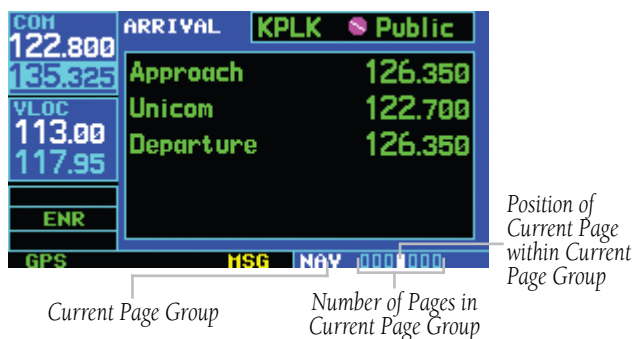 COM
122.800
135.325
VLOC
113.00
117.95
ENR
GPS
ARRIVAL KPLK Public
Approach 126.350
Unicom 122.700
Departure 126.350
MSG NAV
Current Page Group
Number of Pages in
Current Page Group
Position of
Current Page
within Current
Page Group